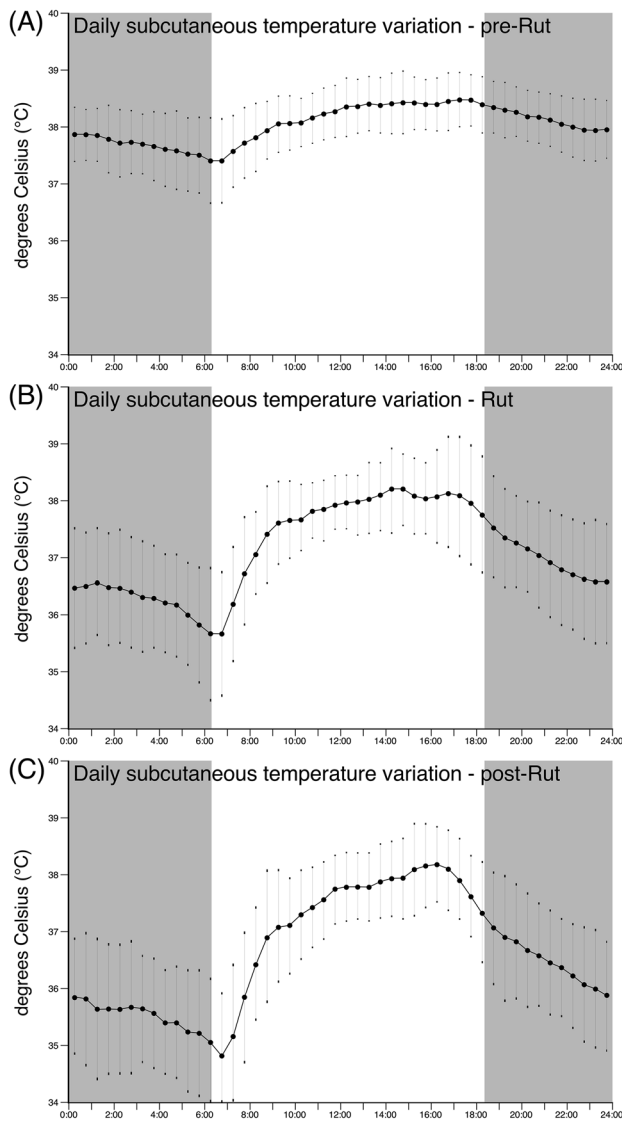 (A) Daily subcutaneous temperature variation - pre-Rut
degrees Celsius (°C)
40
39
38
37
36
35
34
0:00 2:00 4:00 6:00 8:00 10:00 12:00 14:00 16:00 18:00 20:00 22:00 24:00
(B) Daily subcutaneous temperature variation - Rut
degrees Celsius (°C)
40
39
38
37
36
35
34
0:00 2:00 4:00 6:00 8:00 10:00 12:00 14:00 16:00 18:00 20:00 22:00 24:00
(C) Daily subcutaneous temperature variation - post-Rut
degrees Celsius (°C)
40
39
38
37
36
35
34
0:00 2:00 4:00 6:00 8:00 10:00 12:00 14:00 16:00 18:00 20:00 22:00 24:00